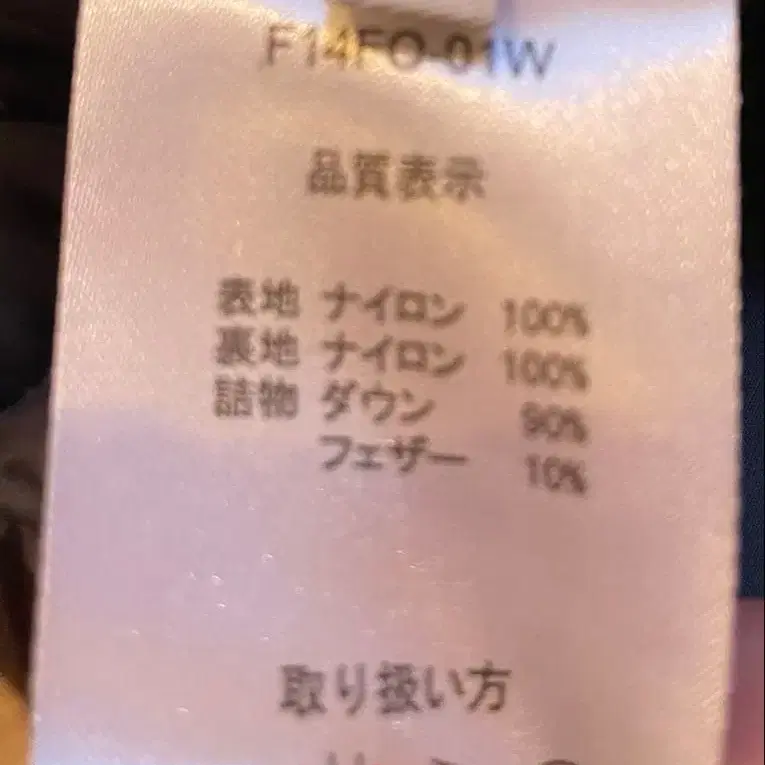 F14FO-01W
品質表示
表地 ナイロン 100%
裏地 ナイロン 100%
詰物 ダウン 90%
フェザー 10%
取り扱い方